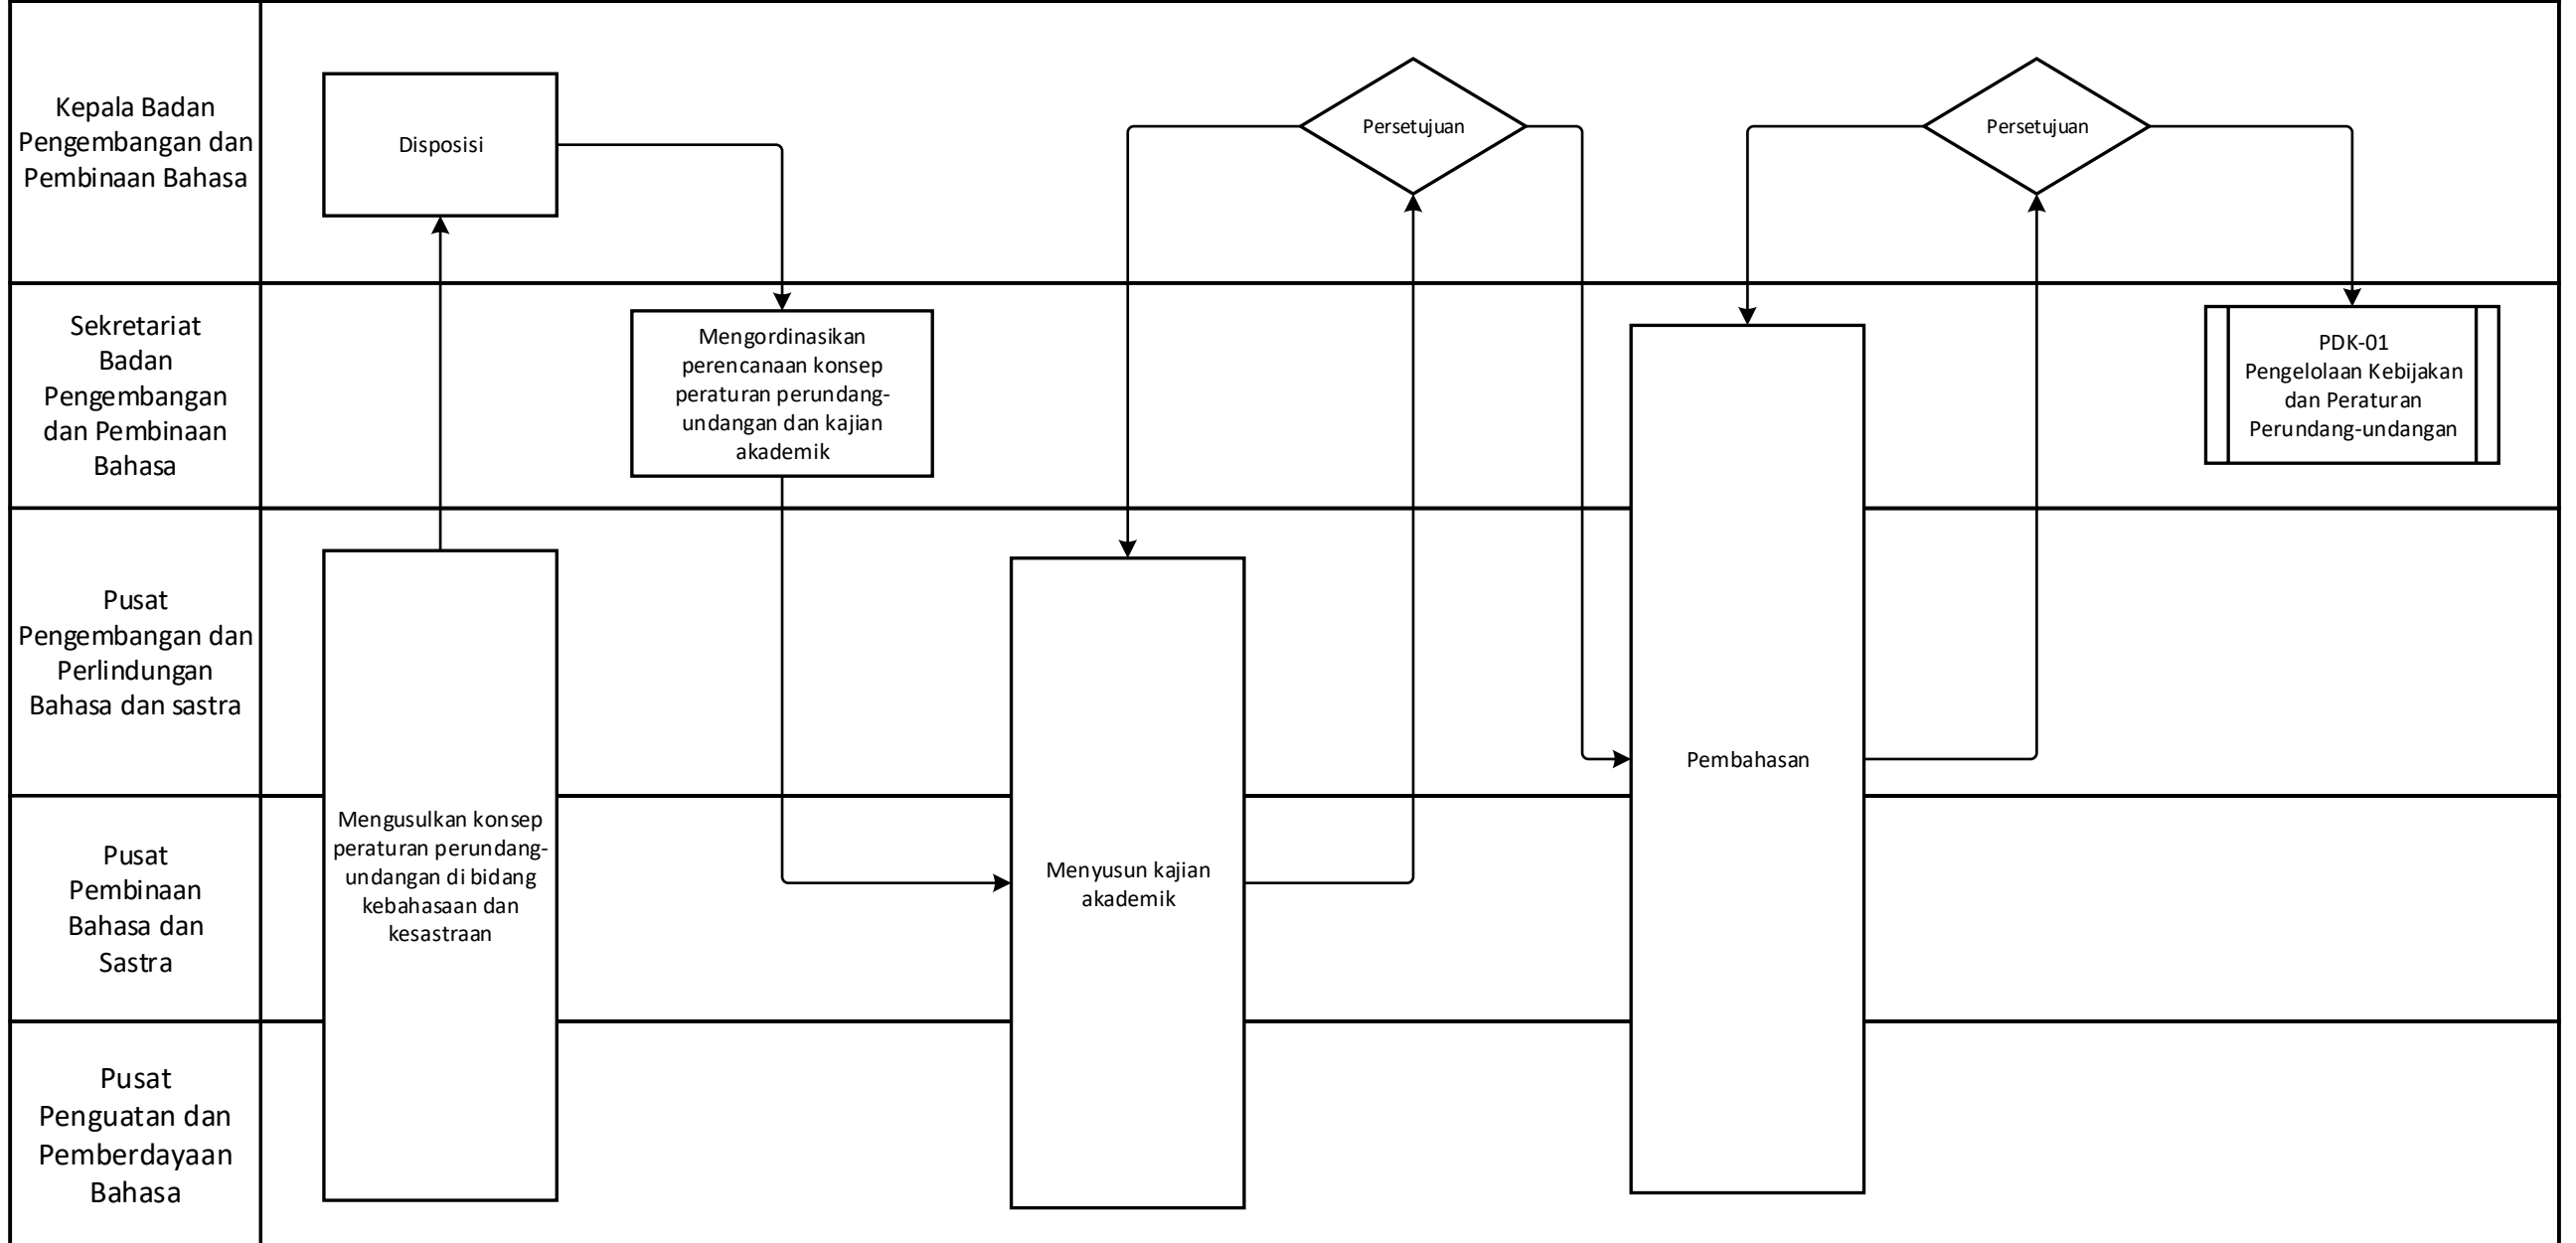 Kepala Badan
Pengembangan dan
Pembinaan Bahasa
Disposisi
Persetujuan
Persetujuan
Sekretariat
Badan
Pengembangan
dan Pembinaan
Bahasa
Mengordinasikan
perencanaan konsep
peraturan perundang-
undangan dan kajian
akademik
PDK-01
Pengelolaan Kebijakan
dan Peraturan
Perundang-undangan
Pusat
Pengembangan dan
Perlindungan
Bahasa dan sastra
Pembahasan
Pusat
Pembinaan
Bahasa dan
Sastra
Mengusulkan konsep
peraturan perundang-
undangan di bidang
kebahasaan dan
kesastraan
Menyusun kajian
akademik
Pusat
Penguatan dan
Pemberdayaan
Bahasa